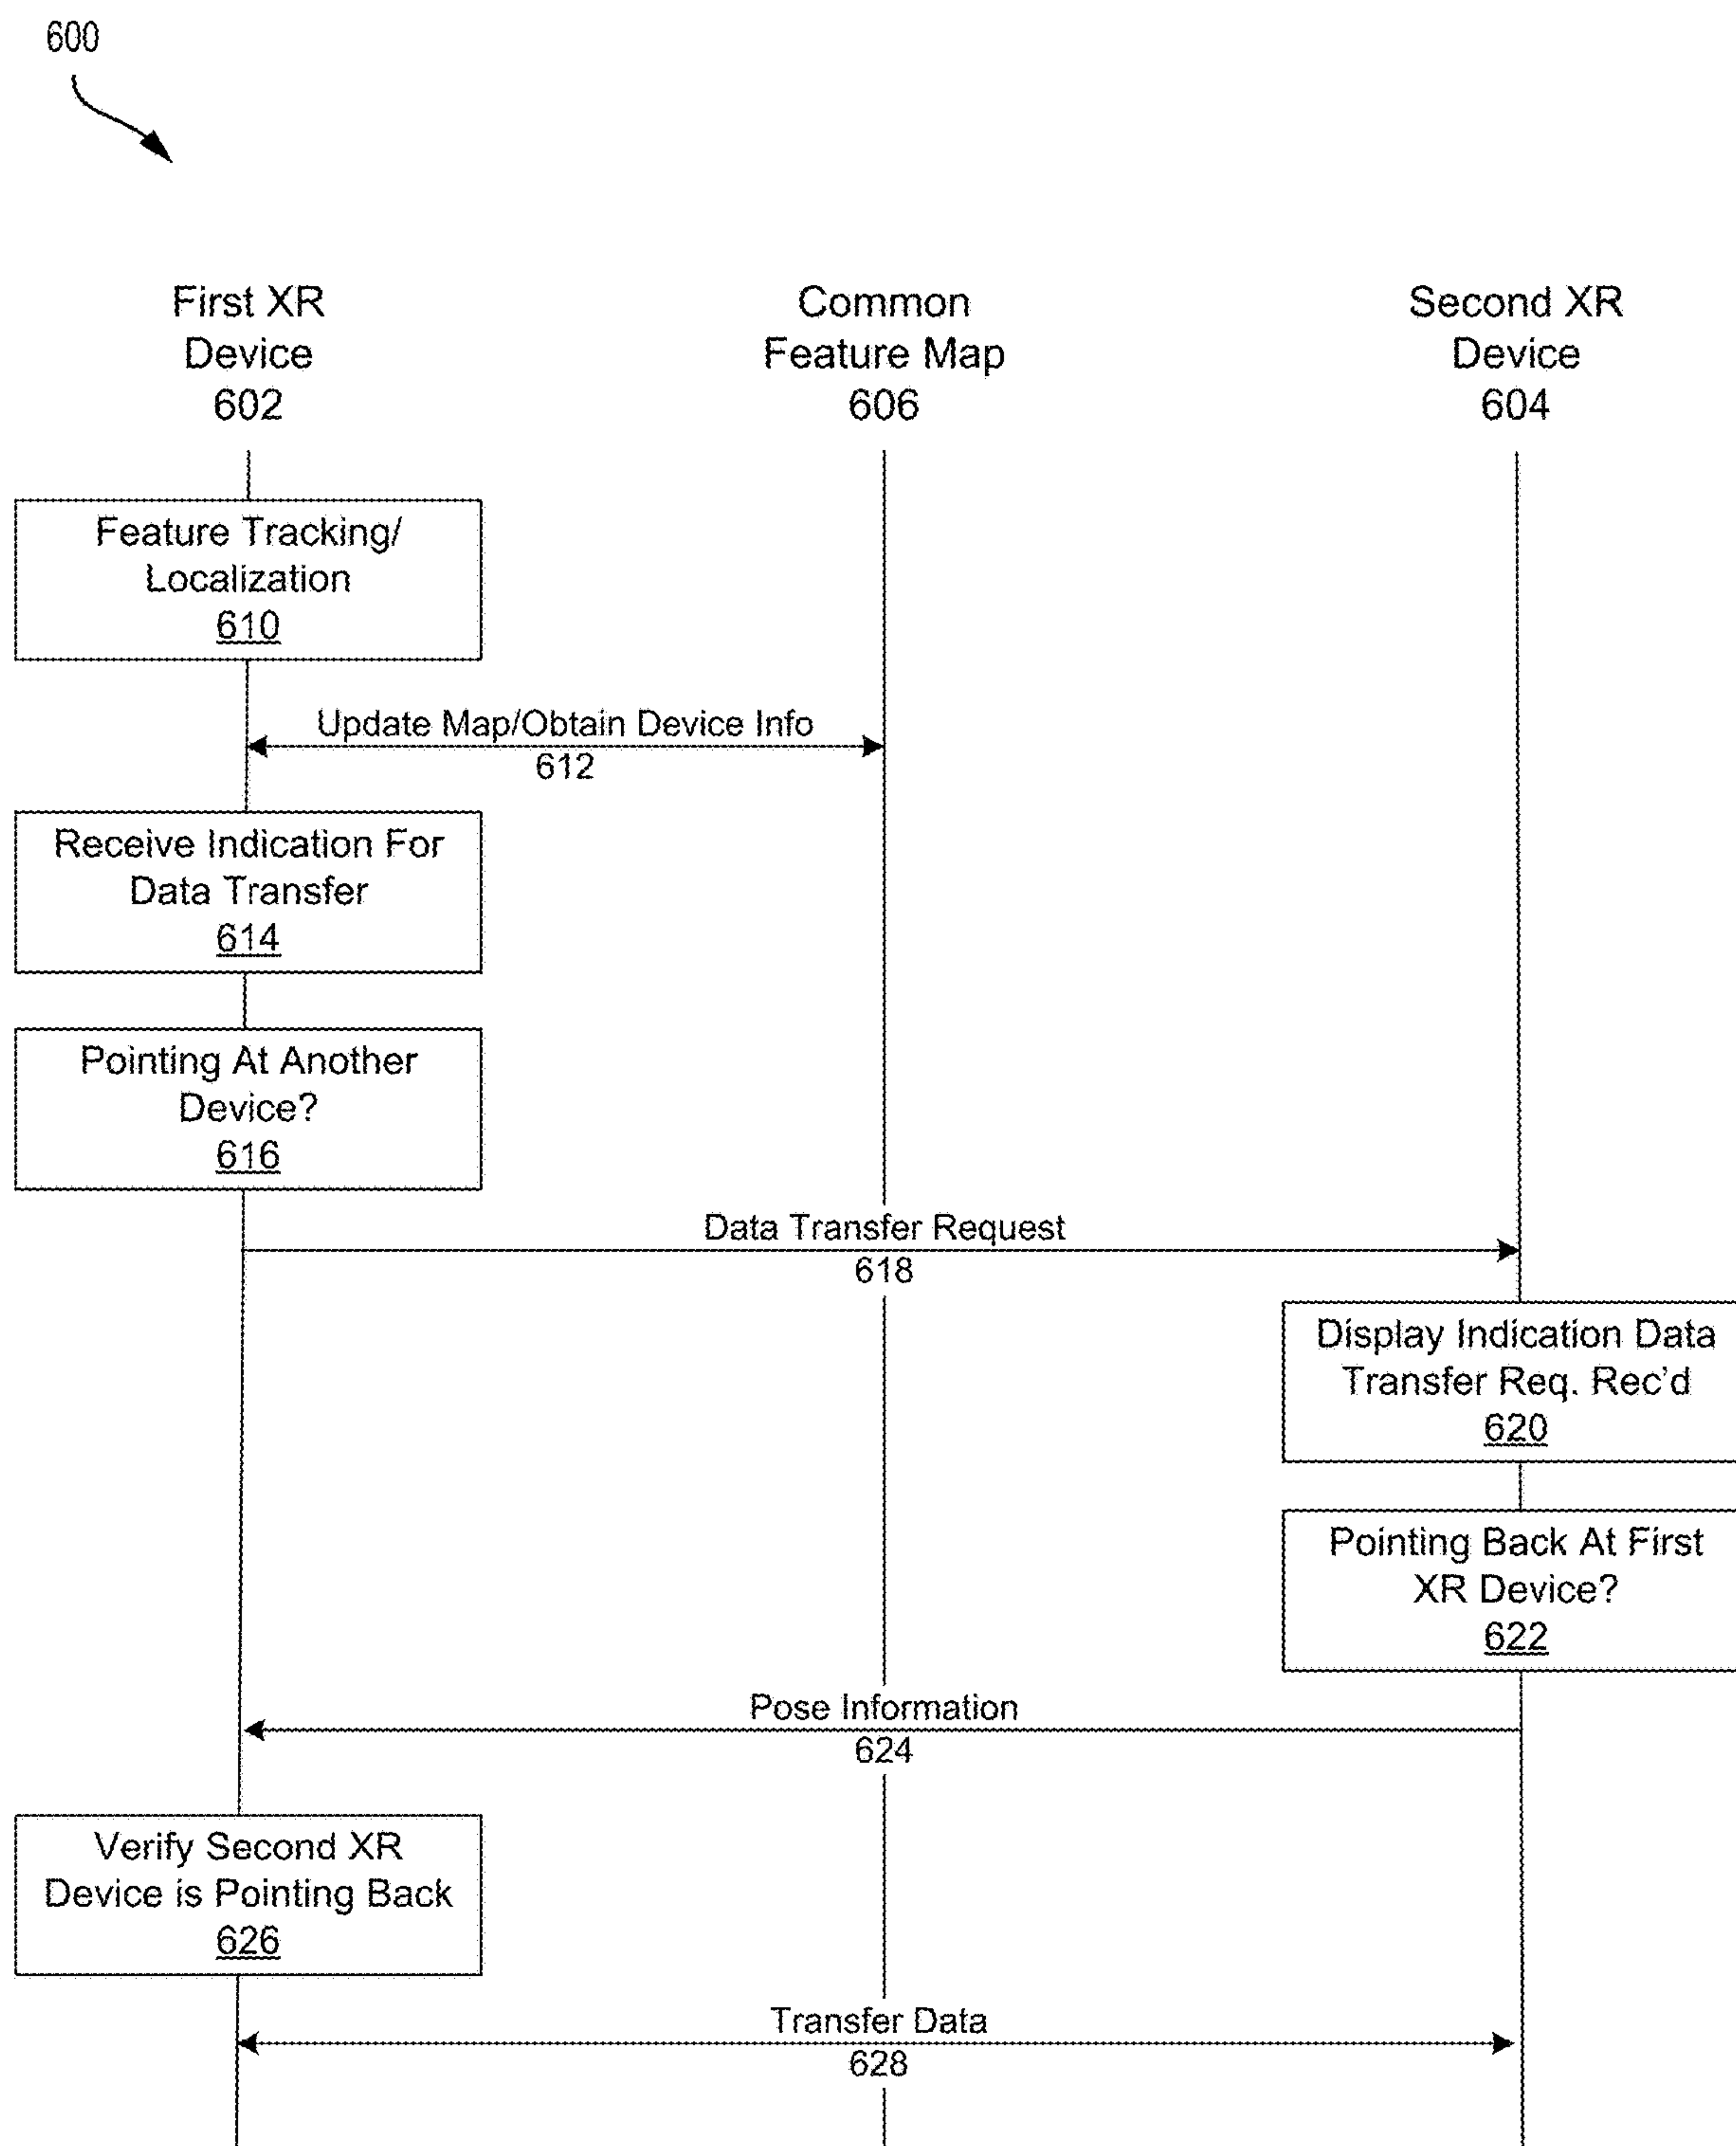 600
First XR
Device
602
Common
Feature Map
606
Second XR
Device
604
Feature Tracking/
Localization
610
Update Map/Obtain Device Info
612
Receive Indication For
Data Transfer
614
Pointing At Another
Device?
616
Data Transfer Request
618
Display Indication Data
Transfer Req. Rec'd
620
Pointing Back At First
XR Device?
622
Pose Information
624
Verify Second XR
Device is Pointing Back
626
Transfer Data
628